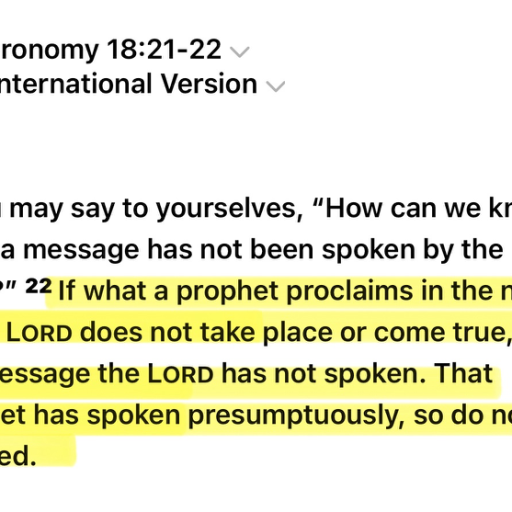 ronomy 18:21-22
nternational Version
may say to yourselves, “How can we kn
a message has not been spoken by the
?” 22 If what a prophet proclaims in the n
LORD does not take place or come true,
essage the LORD has not spoken. That
et has spoken presumptuously, so do no
ed.